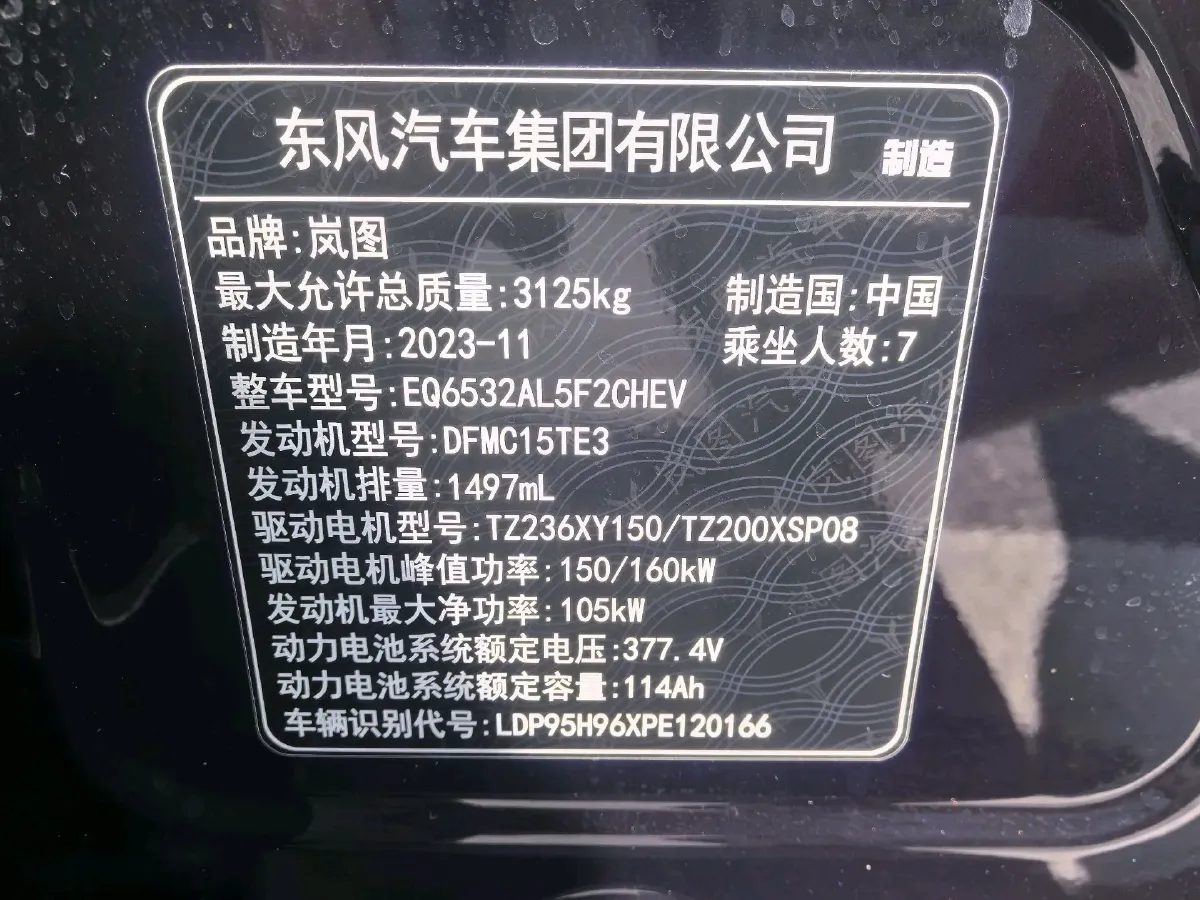 东风汽车集团有限公司 制造
品牌:岚图
最大允许总质量:3125kg 制造国:中国
制造年月:2023-11 乘坐人数:7
整车型号:EQ6532AL5F2CHEV
发动机型号:DFMC15TE3
发动机排量:1497mL
驱动电机型号:TZ236XY150/TZ200XSP08
驱动电机峰值功率:150/160kW
发动机最大净功率:105kW
动力电池系统额定电压:377.4V
动力电池系统额定容量:114Ah
车辆识别代号:LDP95H96XPE120166